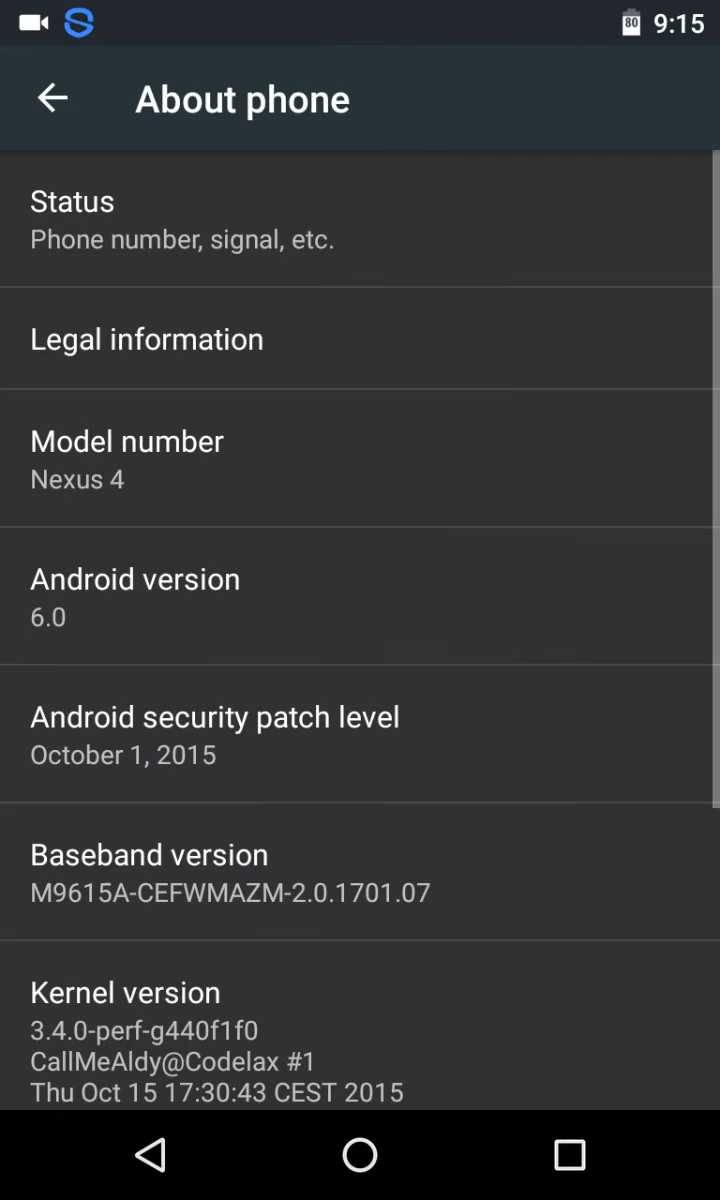 80 9:15
About phone
Status
Phone number, signal, etc.
Legal information
Model number
Nexus 4
Android version
6.0
Android security patch level
October 1, 2015
Baseband version
M9615A-CEFWMAZM-2.0.1701.07
Kernel version
3.4.0-perf-g440f1f0
CallMeAldy@Codelax #1
Thu Oct 15 17:30:43 CEST 2015